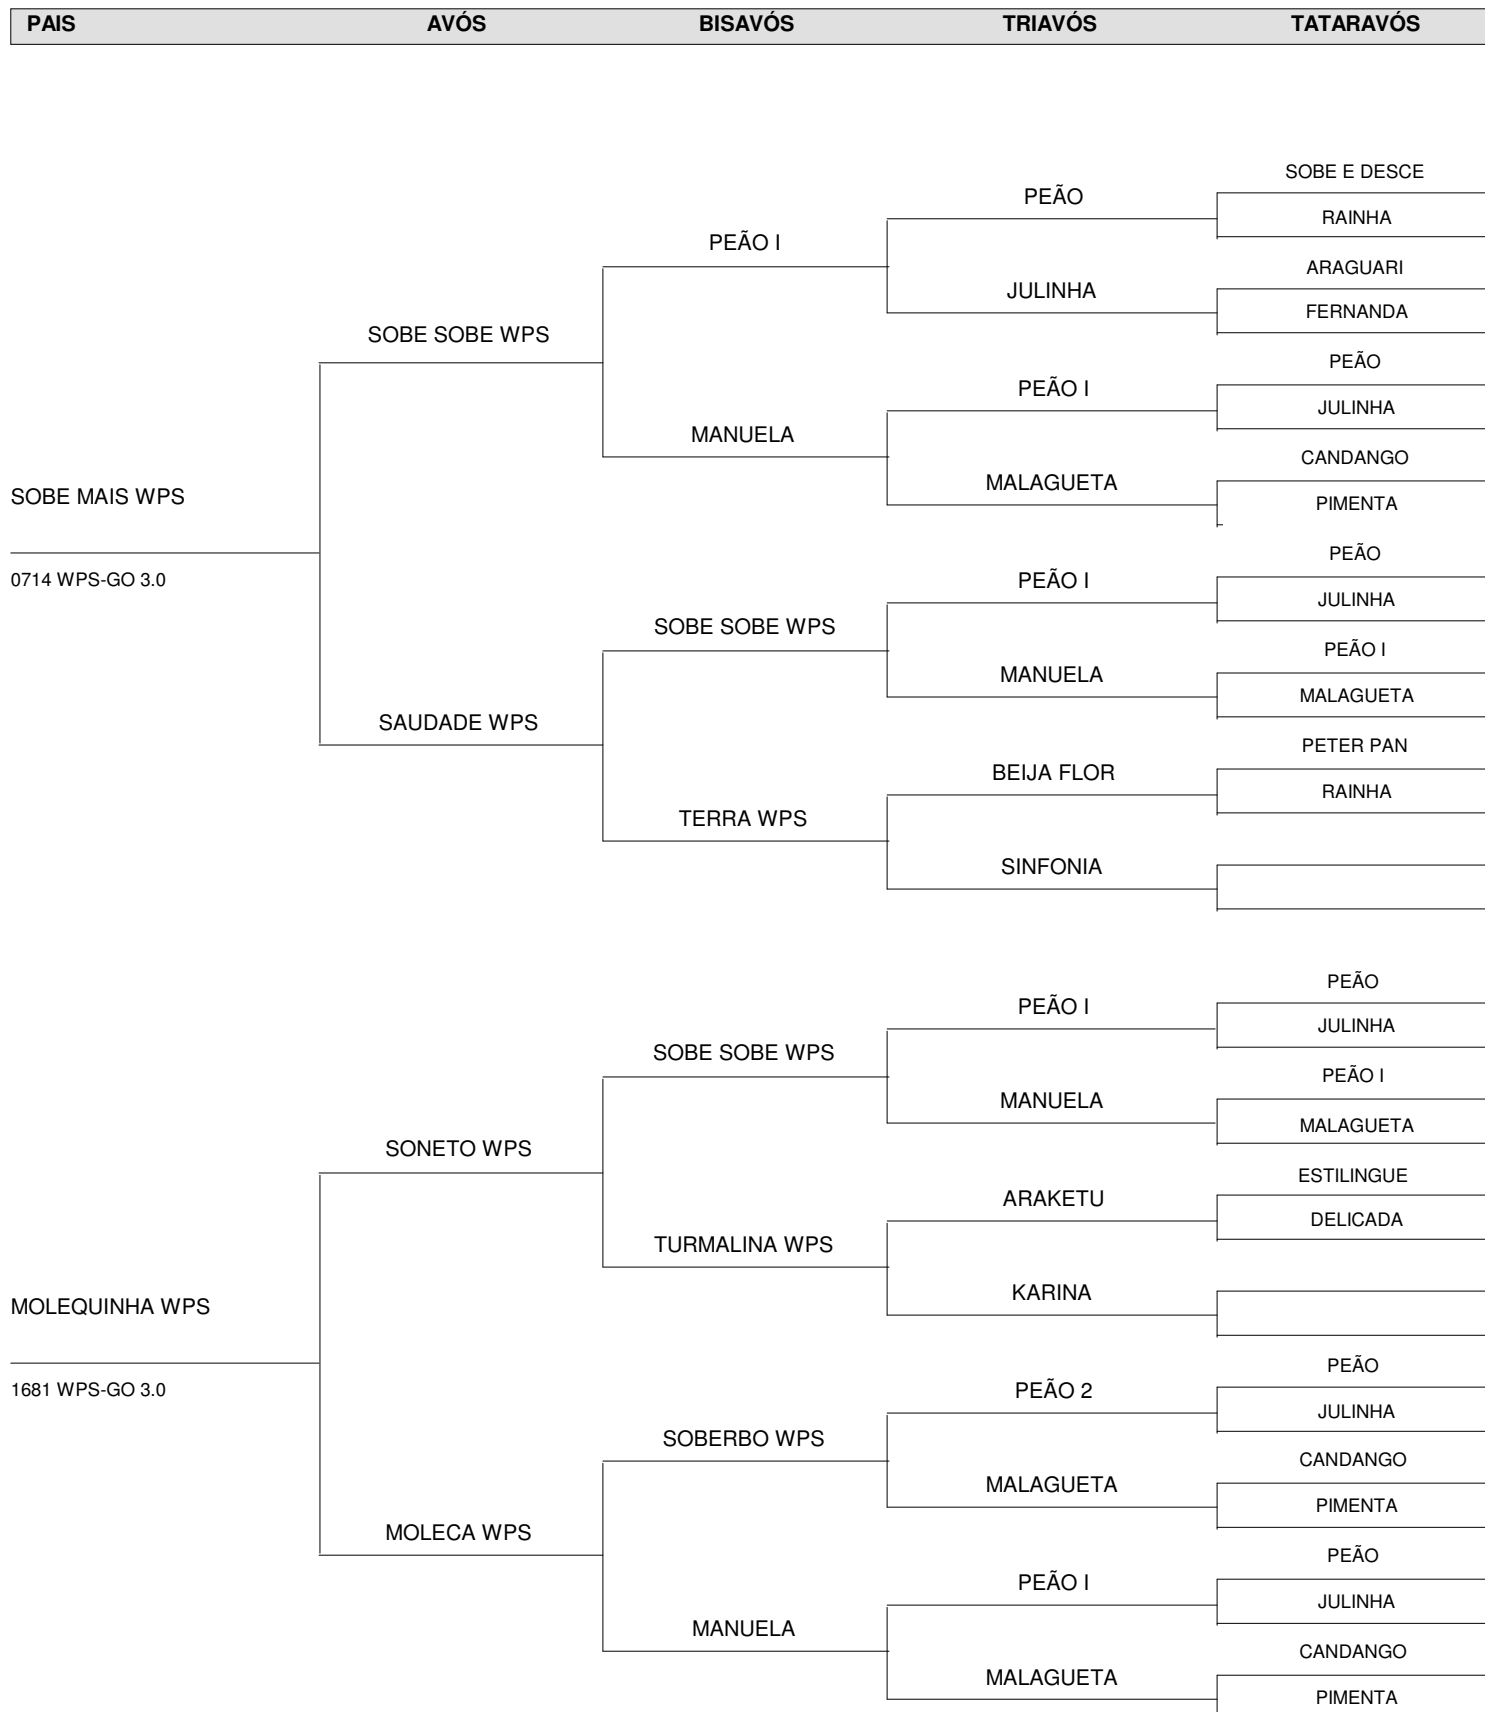 PAIS AVÓS BISAVÓS TRIAVÓS TATARAVÓS
SOBE E DESCE
PEÃO
RAINHA
PEÃO I
ARAGUARI
JULINHA
FERNANDA
SOBE SOBE WPS
PEÃO
PEÃO I
JULINHA
MANUELA
CANDANGO
MALAGUETA
SOBE MAIS WPS
PIMENTA
PEÃO
0714 WPS-GO 3.0
PEÃO I
JULINHA
SOBE SOBE WPS
PEÃO I
MANUELA
MALAGUETA
SAUDADE WPS
PETER PAN
BEIJA FLOR
RAINHA
TERRA WPS
SINFONIA
PEÃO
PEÃO I
JULINHA
SOBE SOBE WPS
PEÃO I
MANUELA
MALAGUETA
SONETO WPS
ESTILINGUE
ARAKETU
DELICADA
TURMALINA WPS
KARINA
MOLEQUINHA WPS
PEÃO
1681 WPS-GO 3.0
PEÃO 2
JULINHA
SOBERBO WPS
CANDANGO
MALAGUETA
PIMENTA
MOLECA WPS
PEÃO
PEÃO I
JULINHA
MANUELA
CANDANGO
MALAGUETA
PIMENTA